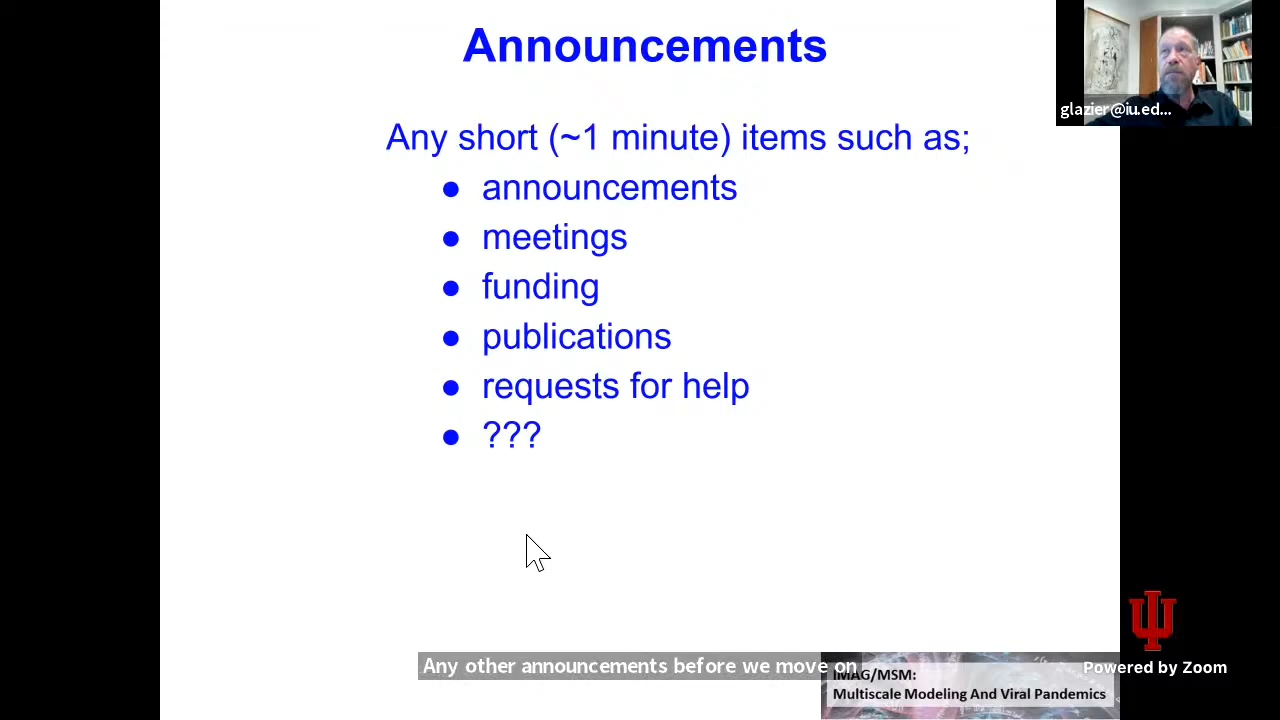 Announcements
glazier@iu.ed...
Any short (~1 minute) items such as;
● announcements
● meetings
● funding
● publications
● requests for help
● ???
Any other announcements before we move on
IMAG/MSM:
Multiscale Modeling And Viral Pandemics
Powered by Zoom